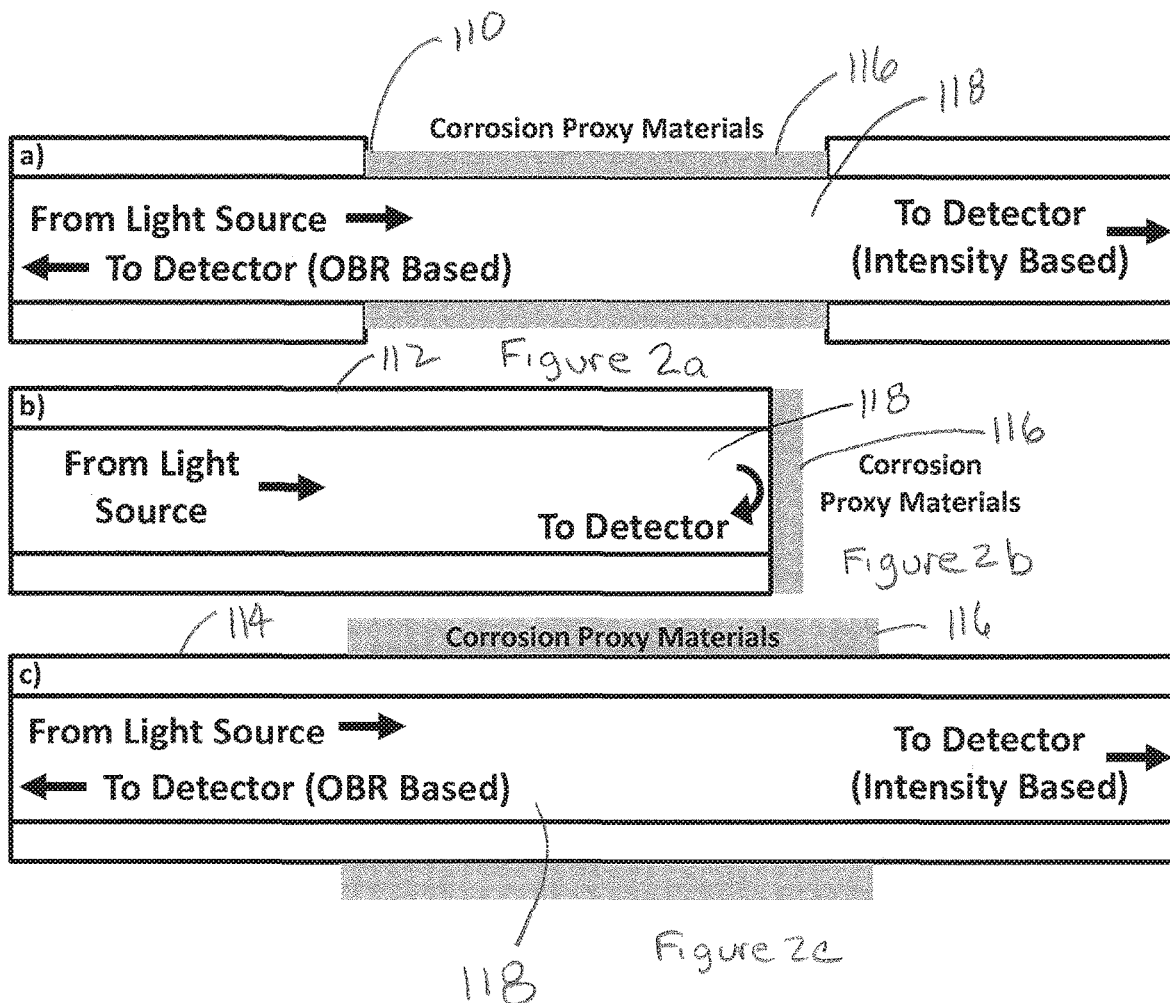 110
116
118
Corrosion Proxy Materials
a)
From Light Source
To Detector (OBR Based)
To Detector
(Intensity Based)
Figure 2a
112
b)
118
116
From Light
Source
To Detector
Corrosion
Proxy Materials
Figure 2b
114
Corrosion Proxy Materials
116
c)
From Light Source
To Detector (OBR Based)
To Detector
(Intensity Based)
118
Figure 2c